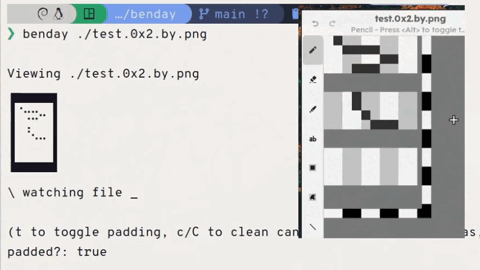 …/benday
main !?
❯ benday ./test.0x2.by.png
Viewing ./test.0x2.by.png
\ watching file _
(t to toggle padding, c/C to clean can
as,
padded?: true
test.0x2.by.png
Pencil - Press <Alt> to toggle t...
ab